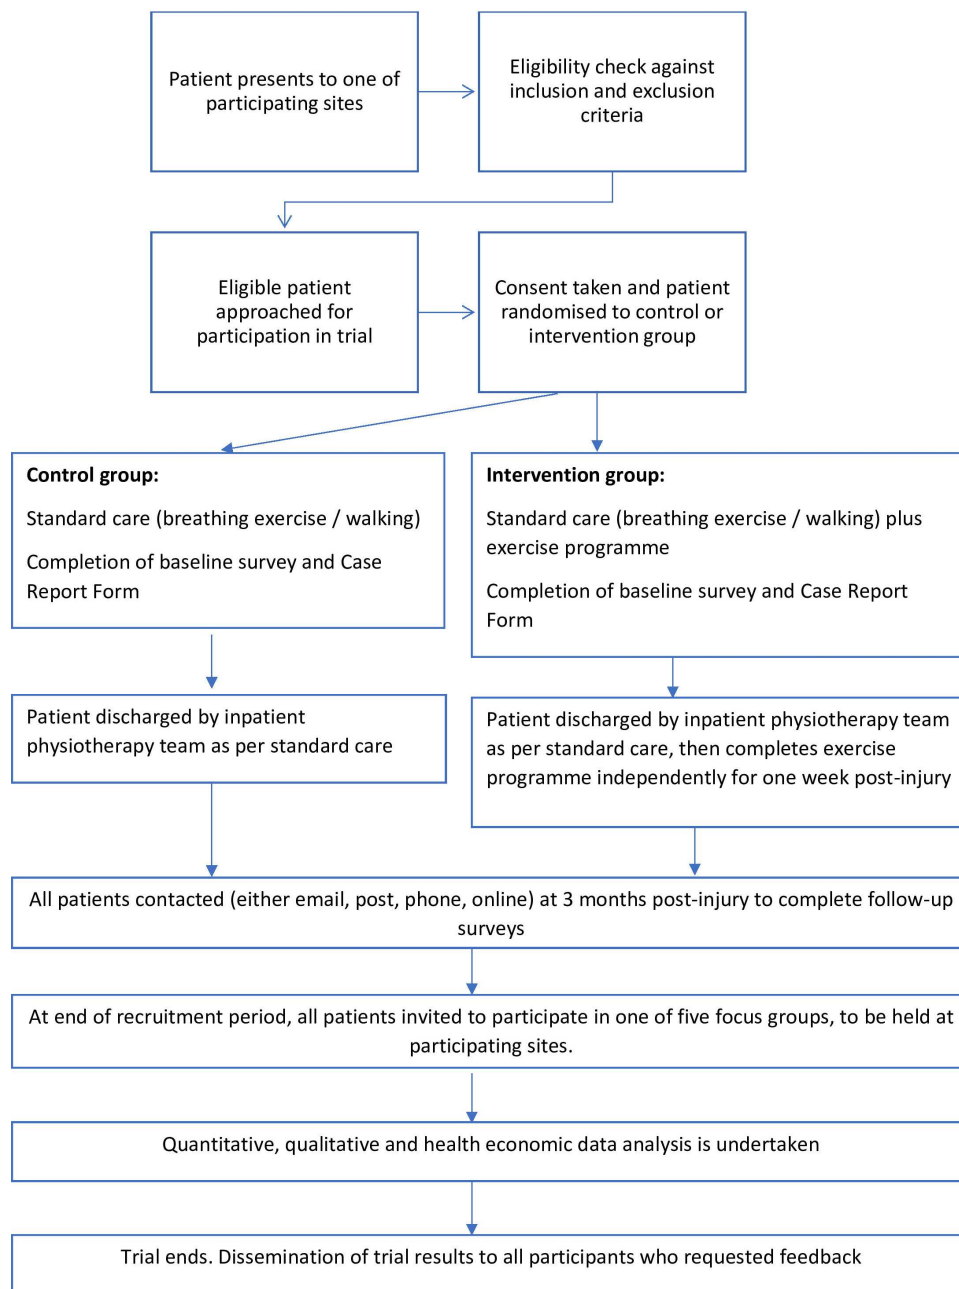 Patient presents to one of
participating sites
Eligibility check against
inclusion and exclusion
criteria
Eligible patient
approached for
participation in trial
Consent taken and patient
randomised to control or
intervention group
Control group:
Standard care (breathing exercise / walking)
Completion of baseline survey and Case
Report Form
Intervention group:
Standard care (breathing exercise / walking) plus
exercise programme
Completion of baseline survey and Case Report
Form
Patient discharged by inpatient
physiotherapy team as per standard care
Patient discharged by inpatient physiotherapy team
as per standard care, then completes exercise
programme independently for one week post-injury
All patients contacted (either email, post, phone, online) at 3 months post-injury to complete follow-up
surveys
At end of recruitment period, all patients invited to participate in one of five focus groups, to be held at
participating sites.
Quantitative, qualitative and health economic data analysis is undertaken
Trial ends. Dissemination of trial results to all participants who requested feedback